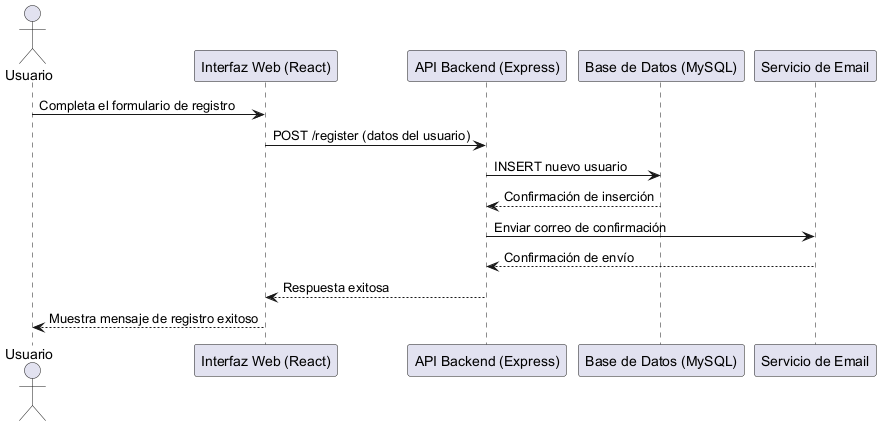 Usuario
Interfaz Web (React)
API Backend (Express)
Base de Datos (MySQL)
Servicio de Email
Completa el formulario de registro
POST /register (datos del usuario)
INSERT nuevo usuario
Confirmación de inserción
Enviar correo de confirmación
Confirmación de envío
Respuesta exitosa
Muestra mensaje de registro exitoso
Usuario
Interfaz Web (React)
API Backend (Express)
Base de Datos (MySQL)
Servicio de Email